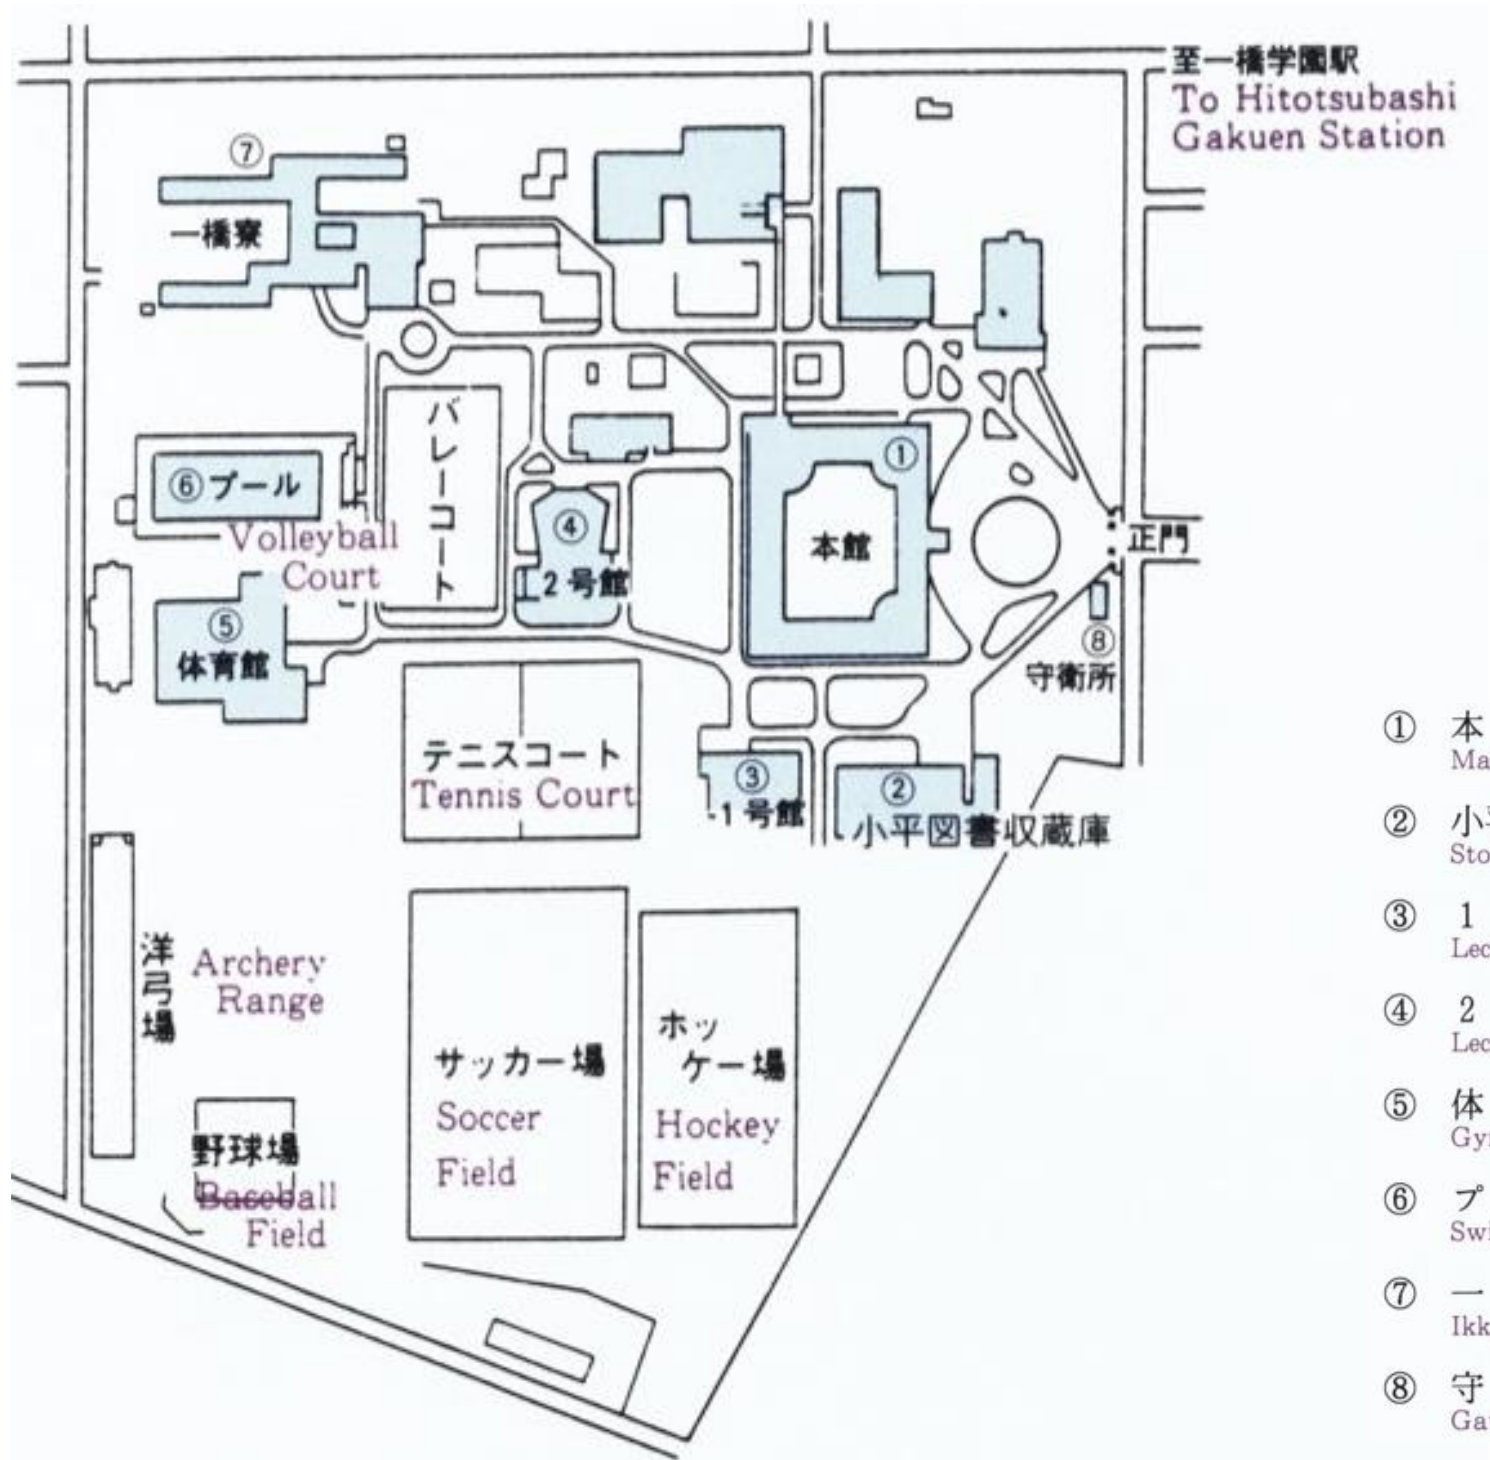 至一橋学園駅
To Hitotsubashi
Gakuen Station
⑦
一橋寮
⑥プール
Volleyball
Court
バレーコート
④
2号館
①
本館
正門
⑧
守衛所
⑤
体育館
テニスコート
Tennis Court
③
1号館
②
小平図書収蔵庫
洋弓場
Archery
Range
サッカー場
Soccer
Field
ホッ
ケー場
Hockey
Field
野球場
Baseball
Field
① 本
Ma
② 小
Sto
③ 1
Lec
④ 2
Lec
⑤ 体
⑥ プ
Swi
⑦ 一
Ikk
⑧ 守